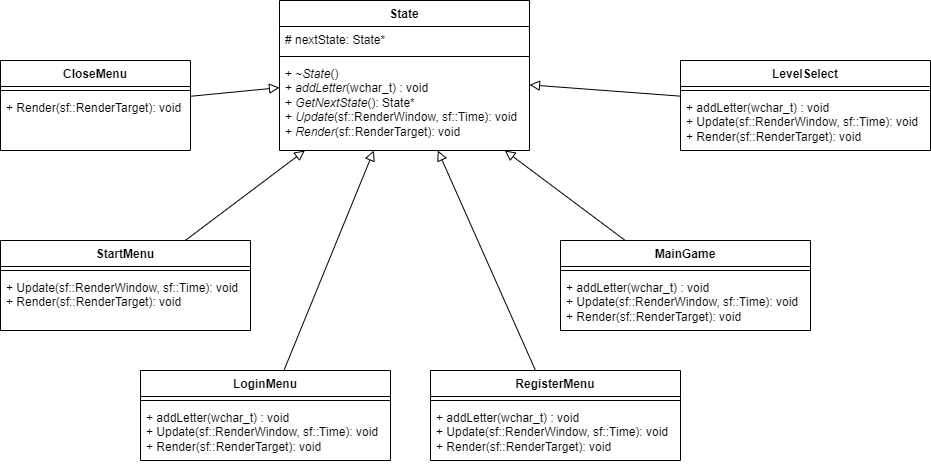 State
# nextState: State*
+ ~State()
+ addLetter(wchar_t) : void
+ GetNextState(): State*
+ Update(sf::RenderWindow, sf::Time): void
+ Render(sf::RenderTarget): void
CloseMenu
+ Render(sf::RenderTarget): void
LevelSelect
+ addLetter(wchar_t) : void
+ Update(sf::RenderWindow, sf::Time): void
+ Render(sf::RenderTarget): void
StartMenu
+ Update(sf::RenderWindow, sf::Time): void
+ Render(sf::RenderTarget): void
MainGame
+ addLetter(wchar_t) : void
+ Update(sf::RenderWindow, sf::Time): void
+ Render(sf::RenderTarget): void
LoginMenu
+ addLetter(wchar_t) : void
+ Update(sf::RenderWindow, sf::Time): void
+ Render(sf::RenderTarget): void
RegisterMenu
+ addLetter(wchar_t) : void
+ Update(sf::RenderWindow, sf::Time): void
+ Render(sf::RenderTarget): void